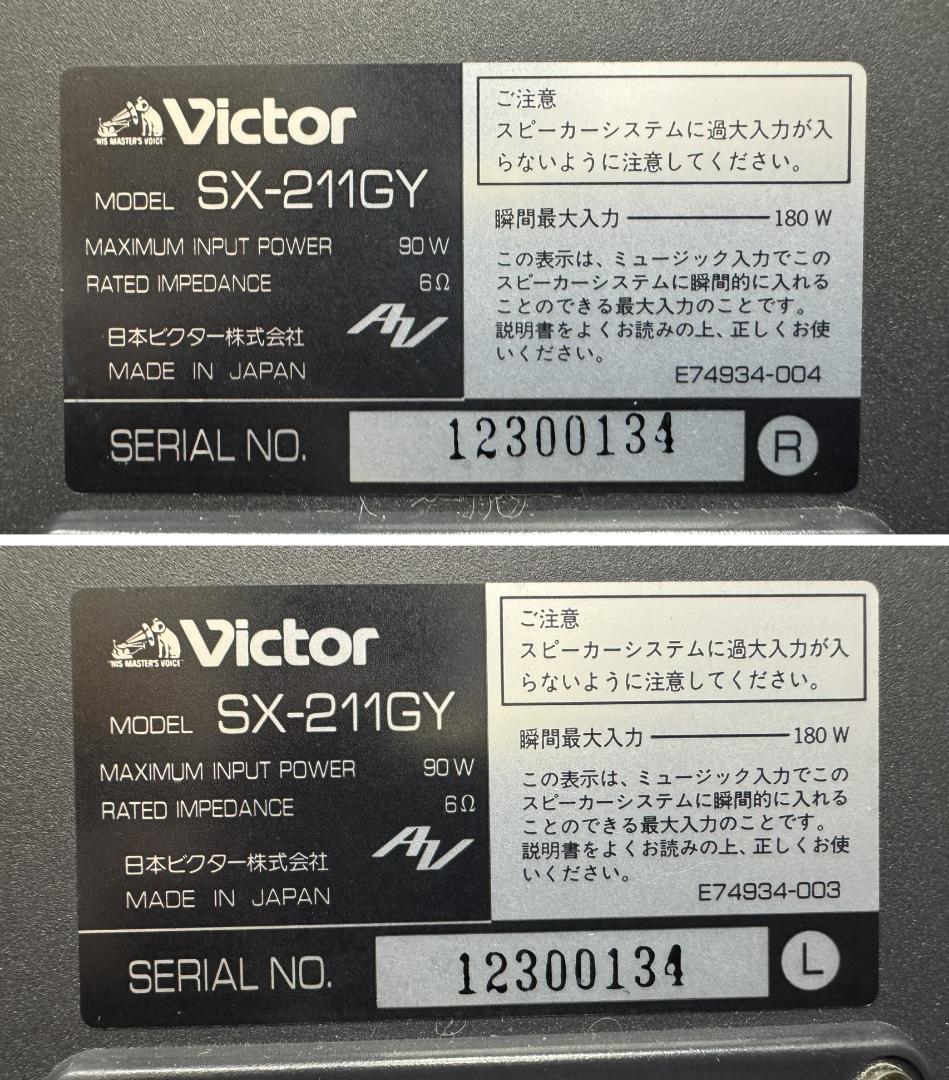 Victor
"HIS MASTER'S VOICE"
MODEL SX-211GY
MAXIMUM INPUT POWER 90 W
RATED IMPEDANCE 6Ω
日本ビクター株式会社 AV
MADE IN JAPAN
ご注意
スピーカーシステムに過大入力が入
らないように注意してください。
瞬間最大入力 180 W
この表示は、ミュージック入力でこの
スピーカーシステムに瞬間的に入れる
ことのできる最大入力のことです。
説明書をよくお読みの上、正しくお使
いください。
E74934-004
SERIAL NO. 12300134 R
Victor
"HIS MASTER'S VOICE"
MODEL SX-211GY
MAXIMUM INPUT POWER 90 W
RATED IMPEDANCE 6Ω
日本ビクター株式会社 AV
MADE IN JAPAN
ご注意
スピーカーシステムに過大入力が入
らないように注意してください。
瞬間最大入力 180 W
この表示は、ミュージック入力でこの
スピーカーシステムに瞬間的に入れる
ことのできる最大入力のことです。
説明書をよくお読みの上、正しくお使
いください。
E74934-003
SERIAL NO. 12300134 L